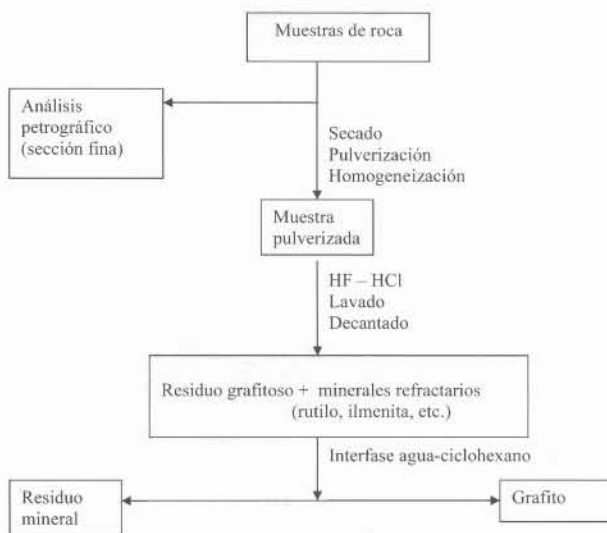 Muestras de roca
Análisis
petrográfico
(sección fina)
Secado
Pulverización
Homogeneización
Muestra
pulverizada
HF – HCl
Lavado
Decantado
Residuo grafitoso + minerales refractarios
(rutilo, ilmenita, etc.)
Interfase agua-ciclohexano
Residuo
mineral
Grafito